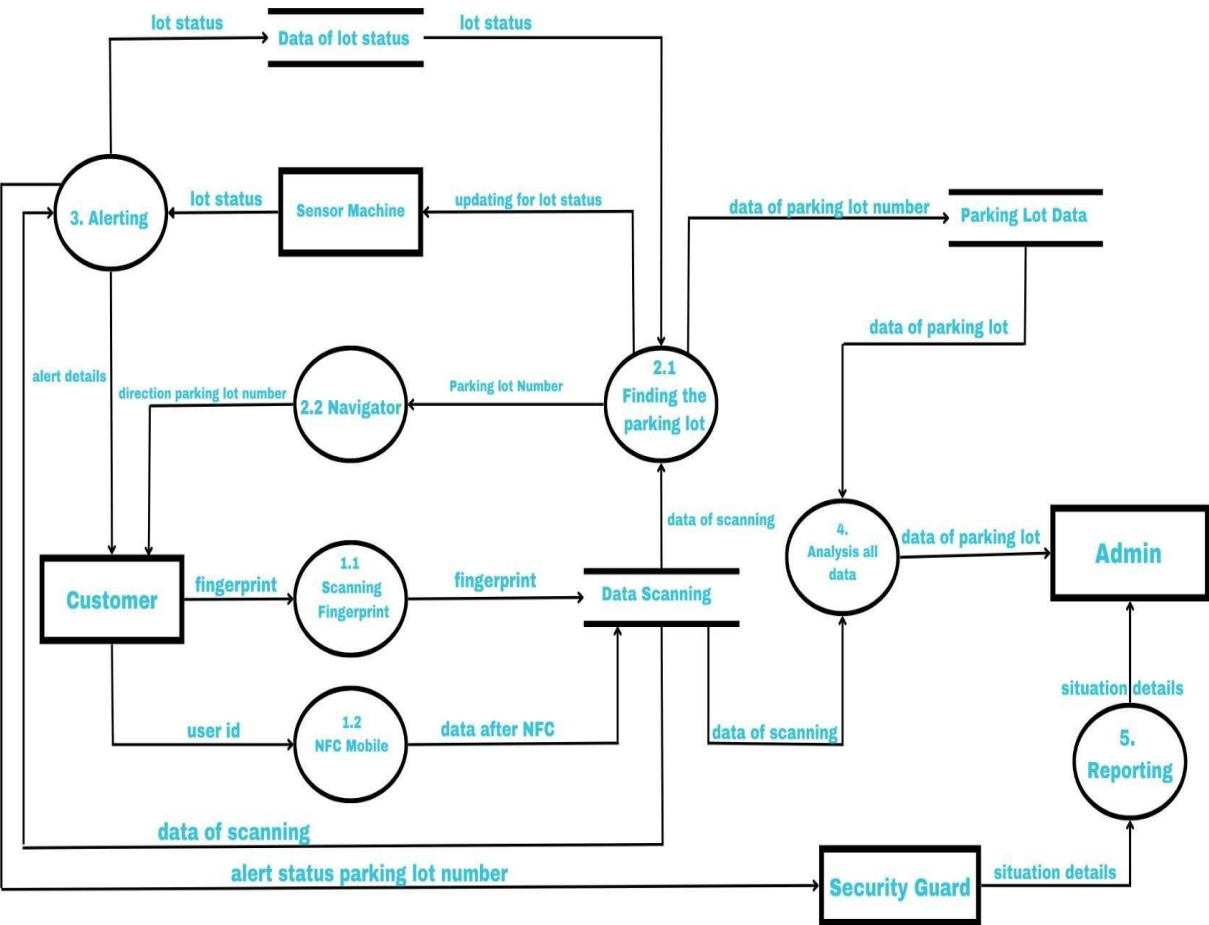 lot status
Data of lot status
lot status
3. Alerting
lot status
Sensor Machine
updating for lot status
data of parking lot number
Parking Lot Data
data of parking lot
alert details
direction parking lot number
2.2 Navigator
Parking lot Number
2.1
Finding the
parking lot
data of scanning
4.
Analysis all
data
data of parking lot
Admin
Customer
fingerprint
1.1
Scanning
Fingerprint
fingerprint
Data Scanning
user id
1.2
NFC Mobile
data after NFC
data of scanning
situation details
5.
Reporting
data of scanning
alert status parking lot number
Security Guard
situation details